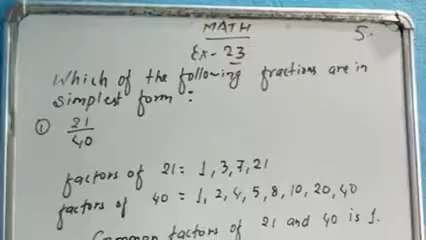 MATH
5.
Ex-23
Which of the following fractions are in
simplest form :
① 21/40
factors of 21 = 1, 3, 7, 21
factors of 40 = 1, 2, 4, 5, 8, 10, 20, 40
Common factors of 21 and 40 is 1.